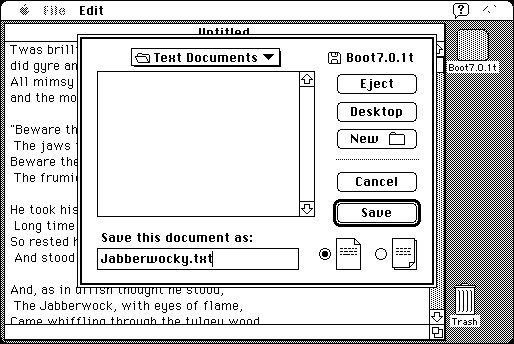 File Edit
Untitled
Twas brilli
did gyre an
All mimsy
and the mo
"Beware th
The jaws
Beware the
The frumi
He took his
Long time
So rested h
And stood
And, as in uffish thought he stood,
The Jabberwock, with eyes of flame,
Came whiffling through the tulgey wood
Text Documents
Boot7.0.1t
Eject
Desktop
New
Cancel
Save
Save this document as:
Jabberwocky.txt
Boot7.0.1t
Trash